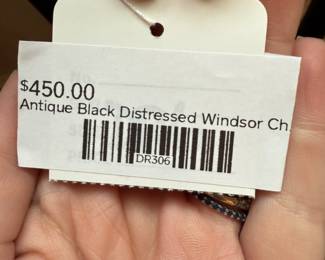 $450.00
Antique Black Distressed Windsor Ch
DR306